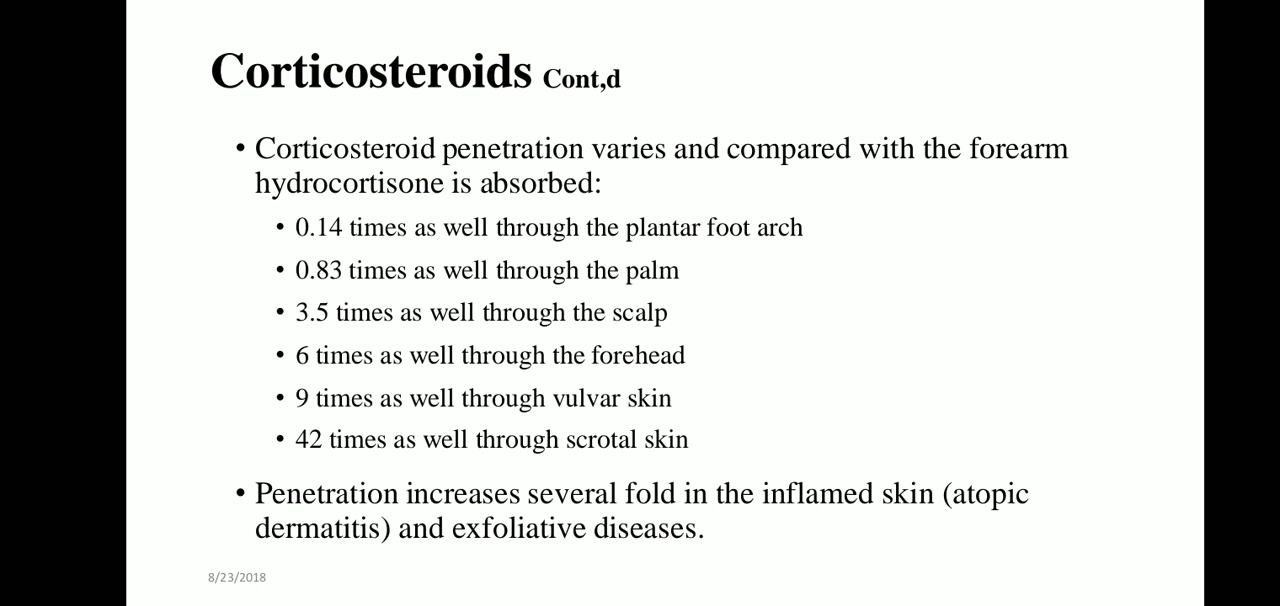 Corticosteroids Cont,d
• Corticosteroid penetration varies and compared with the forearm
hydrocortisone is absorbed:
• 0.14 times as well through the plantar foot arch
• 0.83 times as well through the palm
• 3.5 times as well through the scalp
• 6 times as well through the forehead
• 9 times as well through vulvar skin
• 42 times as well through scrotal skin
• Penetration increases several fold in the inflamed skin (atopic
dermatitis) and exfoliative diseases.
8/23/2018